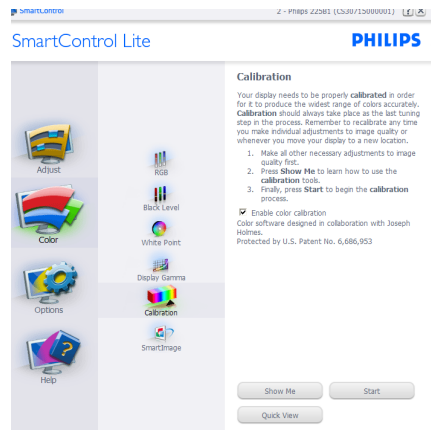 SmartControl
2 - Philips 225B1 (CS30715000001)
SmartControl Lite
PHILIPS
Adjust
Color
Options
Help
RGB
Black Level
White Point
Display Gamma
Calibration
SmartImage
Calibration
Your display needs to be properly calibrated in order
for it to produce the widest range of colors accurately.
Calibration should always take place as the last tuning
step in the process. Remember to recalibrate any time
you make individual adjustments to image quality or
whenever you move your display to a new location.
1. Make all other necessary adjustments to image
quality first.
2. Press Show Me to learn how to use the
calibration tools.
3. Finally, press Start to begin the calibration
process.
Enable color calibration
Color software designed in collaboration with Joseph
Holmes.
Protected by U.S. Patent No. 6,686,953
Show Me
Start
Quick View